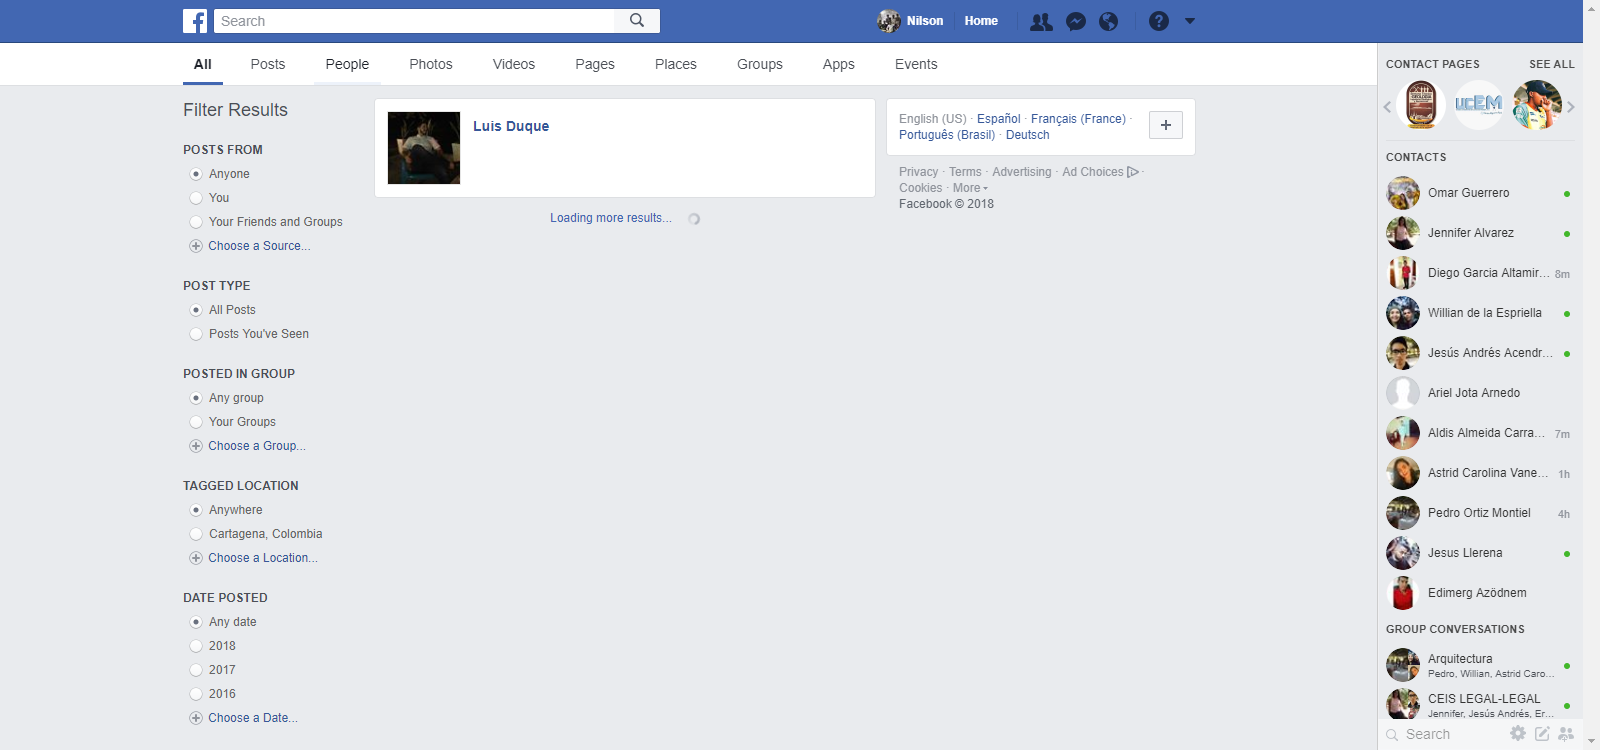 Search
Nilson
Home
All
Posts
People
Photos
Videos
Pages
Places
Groups
Apps
Events
Filter Results
POSTS FROM
Anyone
You
Your Friends and Groups
Choose a Source...
POST TYPE
All Posts
Posts You've Seen
POSTED IN GROUP
Any group
Your Groups
Choose a Group...
TAGGED LOCATION
Anywhere
Cartagena, Colombia
Choose a Location...
DATE POSTED
Any date
2018
2017
2016
Choose a Date...
Luis Duque
Loading more results...
English (US) · Español · Français (France) ·
Português (Brasil) · Deutsch
Privacy · Terms · Advertising · Ad Choices ·
Cookies · More
Facebook © 2018
CONTACT PAGES
SEE ALL
UCEM
CONTACTS
Omar Guerrero
Jennifer Alvarez
Diego Garcia Altamir... 8m
Willian de la Espriella
Jesús Andrés Acendr...
Ariel Jota Arnedo
Aldis Almeida Carra... 7m
Astrid Carolina Vane... 1h
Pedro Ortiz Montiel 4h
Jesus Llerena
Edimerg Azödnem
GROUP CONVERSATIONS
Arquitectura
Pedro, Willian, Astrid Caro...
CEIS LEGAL-LEGAL
Jennifer, Jesús Andrés, Er...
Search